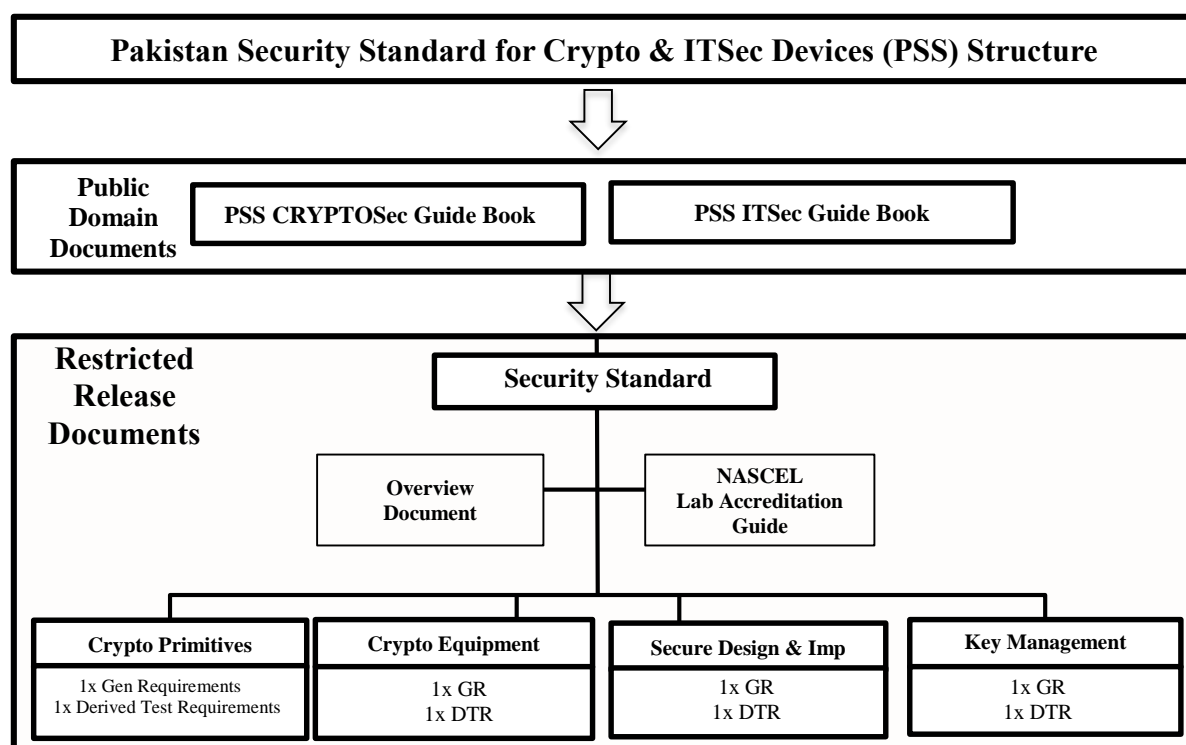 Pakistan Security Standard for Crypto & ITSec Devices (PSS) Structure
Public
Domain
Documents
PSS CRYPTOSec Guide Book
PSS ITSec Guide Book
Restricted
Release
Documents
Security Standard
Overview
Document
NASCEL
Lab Accreditation
Guide
Crypto Primitives
1x Gen Requirements
1x Derived Test Requirements
Crypto Equipment
1x GR
1x DTR
Secure Design & Imp
1x GR
1x DTR
Key Management
1x GR
1x DTR